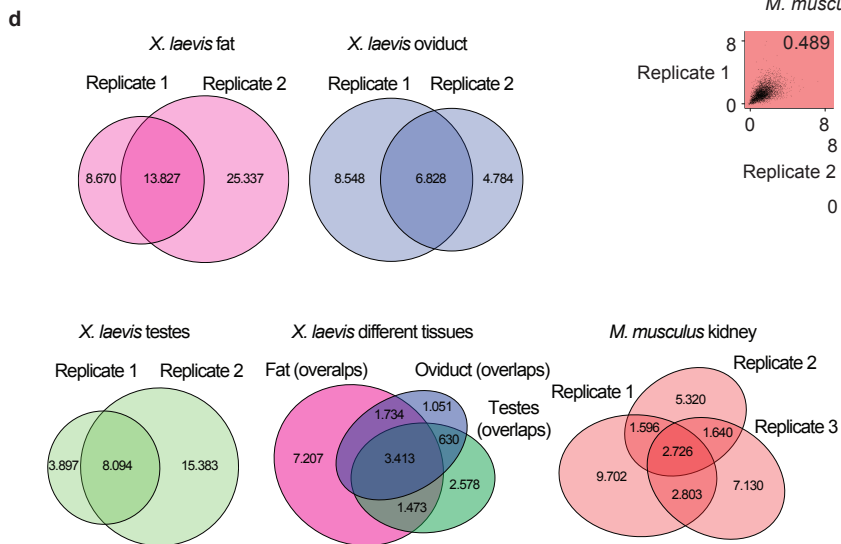 d
X. laevis fat
Replicate 1
Replicate 2
8.670
13.827
25.337
X. laevis oviduct
Replicate 1
Replicate 2
8.548
6.828
4.784
M. muscu
8
0.489
Replicate 1
0
0
8
8
Replicate 2
0
X. laevis testes
Replicate 1
Replicate 2
3.897
8.094
15.383
X. laevis different tissues
Fat (overalps)
Oviduct (overlaps)
Testes
(overlaps)
1.734
1.051
630
7.207
3.413
2.578
1.473
M. musculus kidney
Replicate 2
Replicate 1
5.320
Replicate 3
1.596
1.640
2.726
9.702
7.130
2.803